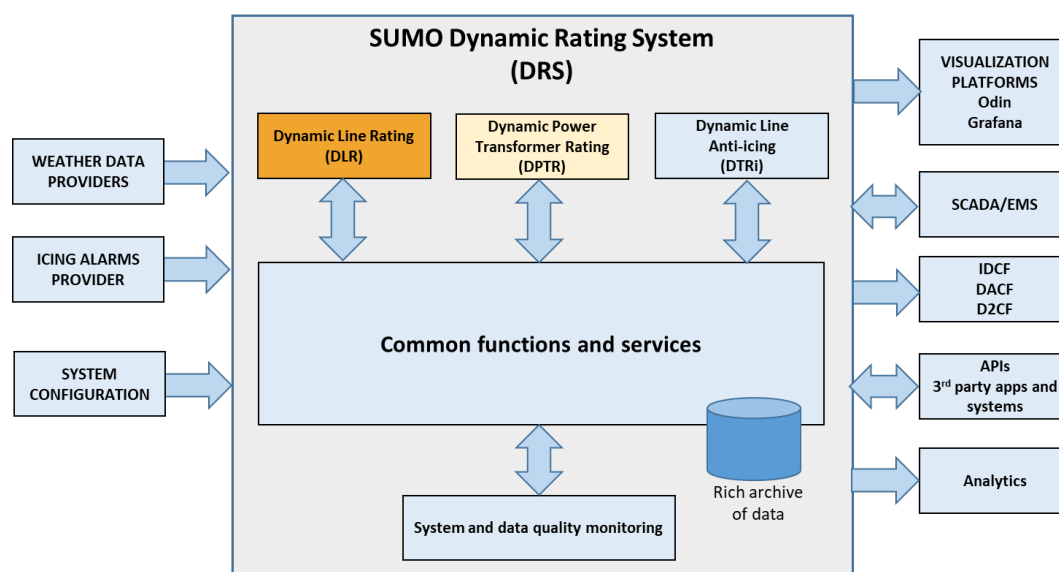 SUMO Dynamic Rating System
(DRS)
WEATHER DATA
PROVIDERS
ICING ALARMS
PROVIDER
SYSTEM
CONFIGURATION
Dynamic Line Rating
(DLR)
Dynamic Power
Transformer Rating
(DPTR)
Dynamic Line
Anti-icing
(DTRi)
Common functions and services
Rich archive
of data
System and data quality monitoring
VISUALIZATION
PLATFORMS
Odin
Grafana
SCADA/EMS
IDCF
DACF
D2CF
APIs
3rd party apps and
systems
Analytics